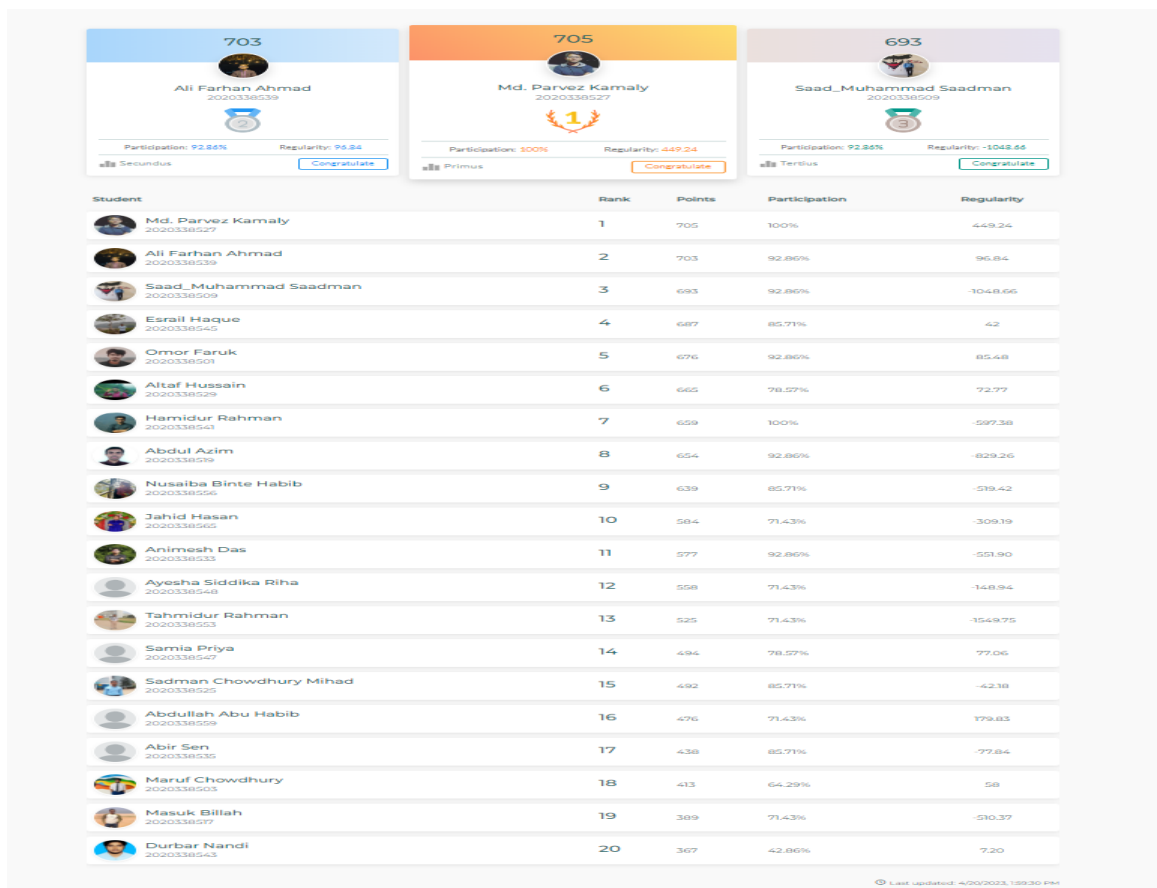 703
Ali Farhan Ahmad
2020338539
2
Participation: 92.86% Regularity: 96.84
Secundus Congratulate
705
Md. Parvez Kamaly
2020338527
1
Participation: 100% Regularity: 449.24
Primus Congratulate
693
Saad_Muhammad Saadman
2020338509
3
Participation: 92.86% Regularity: -1048.66
Tertius Congratulate
Student Rank Points Participation Regularity
Md. Parvez Kamaly 1 705 100% 449.24
2020338527
Ali Farhan Ahmad 2 703 92.86% 96.84
2020338539
Saad_Muhammad Saadman 3 693 92.86% -1048.66
2020338509
Esrail Haque 4 687 85.71% 42
2020338545
Omor Faruk 5 676 92.86% 85.48
2020338501
Altaf Hussain 6 665 78.57% 72.77
2020338529
Hamidur Rahman 7 659 100% -597.38
2020338541
Abdul Azim 8 654 92.86% -829.26
2020338519
Nusaiba Binte Habib 9 639 85.71% -519.42
2020338556
Jahid Hasan 10 584 71.43% -309.19
2020338565
Animesh Das 11 577 92.86% -551.90
2020338533
Ayesha Siddika Riha 12 558 71.43% -148.94
2020338548
Tahmidur Rahman 13 525 71.43% -1549.75
2020338553
Samia Priya 14 494 78.57% 77.06
2020338547
Sadman Chowdhury Mihad 15 492 85.71% -42.18
2020338525
Abdullah Abu Habib 16 476 71.43% 179.83
2020338559
Abir Sen 17 438 85.71% -77.84
2020338535
Maruf Chowdhury 18 413 64.29% 58
2020338503
Masuk Billah 19 389 71.43% -510.37
2020338517
Durbar Nandi 20 367 42.86% 7.20
2020338543
Last updated: 4/20/2023, 1:59:30 PM